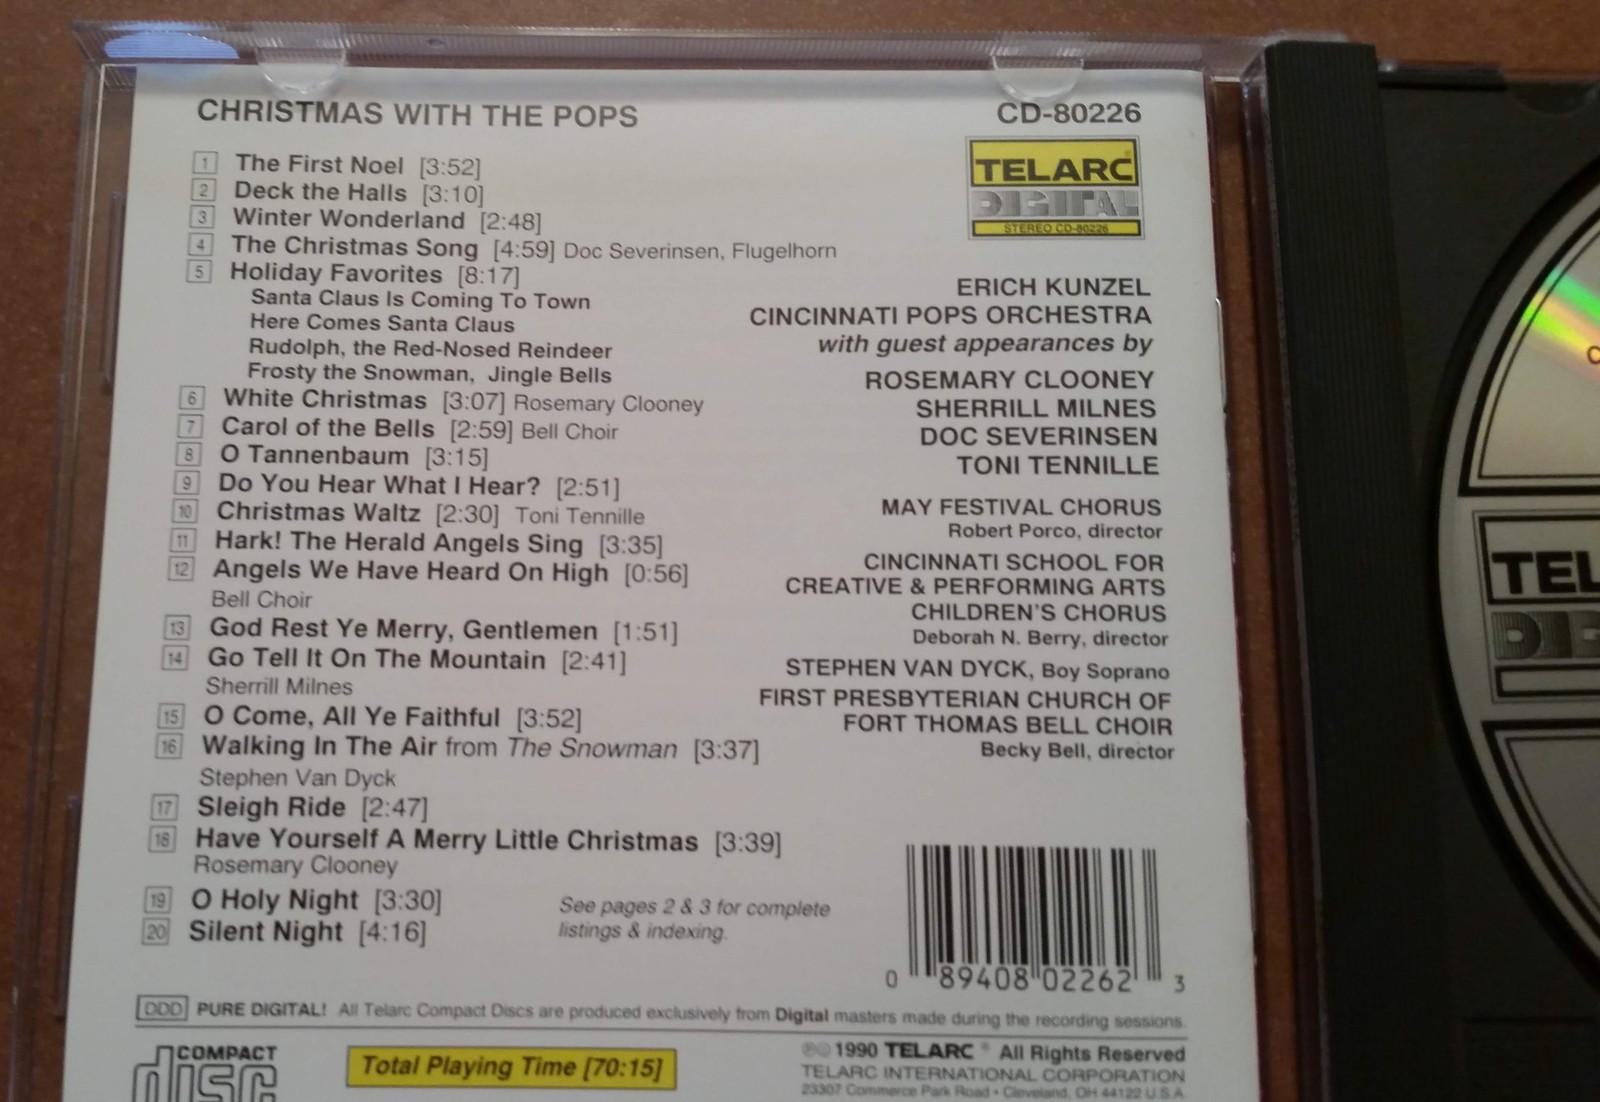 CHRISTMAS WITH THE POPS
1 The First Noel [3:52]
2 Deck the Halls [3:10]
3 Winter Wonderland [2:48]
4 The Christmas Song [4:59] Doc Severinsen, Flugelhorn
5 Holiday Favorites [8:17]
Santa Claus Is Coming To Town
Here Comes Santa Claus
Rudolph, the Red-Nosed Reindeer
Frosty the Snowman, Jingle Bells
6 White Christmas [3:07] Rosemary Clooney
7 Carol of the Bells [2:59] Bell Choir
8 O Tannenbaum [3:15]
9 Do You Hear What I Hear? [2:51]
10 Christmas Waltz [2:30] Toni Tennille
11 Hark! The Herald Angels Sing [3:35]
12 Angels We Have Heard On High [0:56]
Bell Choir
13 God Rest Ye Merry, Gentlemen [1:51]
14 Go Tell It On The Mountain [2:41]
Sherrill Milnes
15 O Come, All Ye Faithful [3:52]
16 Walking In The Air from The Snowman [3:37]
Stephen Van Dyck
17 Sleigh Ride [2:47]
18 Have Yourself A Merry Little Christmas [3:39]
Rosemary Clooney
19 O Holy Night [3:30]
20 Silent Night [4:16]
See pages 2 & 3 for complete
listings & indexing.
CD-80226
TELARC®
DIGITAL
STEREO CD-80226
ERICH KUNZEL
CINCINNATI POPS ORCHESTRA
with guest appearances by
ROSEMARY CLOONEY
SHERRILL MILNES
DOC SEVERINSEN
TONI TENNILLE
MAY FESTIVAL CHORUS
Robert Porco, director
CINCINNATI SCHOOL FOR
CREATIVE & PERFORMING ARTS
CHILDREN'S CHORUS
Deborah N. Berry, director
STEPHEN VAN DYCK, Boy Soprano
FIRST PRESBYTERIAN CHURCH OF
FORT THOMAS BELL CHOIR
Becky Bell, director
0 89408 02262 3
DDD PURE DIGITAL! All Telarc Compact Discs are produced exclusively from Digital masters made during the recording sessions.
COMPACT
disc
Total Playing Time [70:15]
℗© 1990 TELARC® All Rights Reserved
TELARC INTERNATIONAL CORPORATION
23307 Commerce Park Road • Cleveland, OH 44122 U.S.A.
TEL
DIG